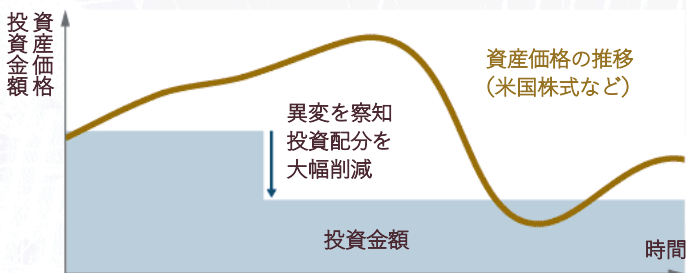 資産価格
投資金額
資産価格の推移
(米国株式など)
異変を察知
投資配分を
大幅削減
投資金額
時間